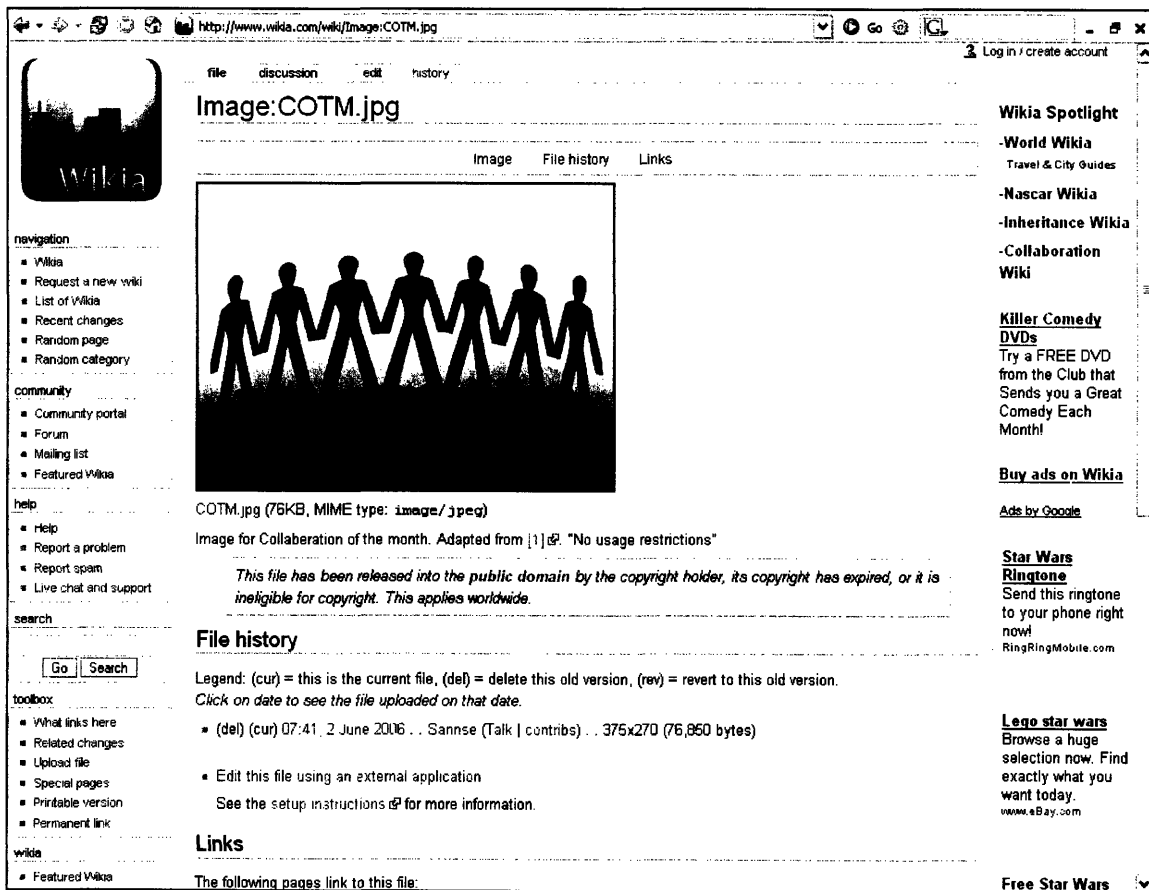 http://www.wikia.com/wiki/Image:COTM.jpg
Go
G
Log in / create account
Wikia
file discussion edit history
Image:COTM.jpg
Image File history Links
navigation
Wikia
Request a new wiki
List of Wikia
Recent changes
Random page
Random category
community
Community portal
Forum
Mailing list
Featured Wikia
help
Help
Report a problem
Report spam
Live chat and support
search
Go Search
toolbox
What links here
Related changes
Upload file
Special pages
Printable version
Permanent link
wikia
Featured Wikia
COTM.jpg (76KB, MIME type: image/jpeg)
Image for Collaberation of the month. Adapted from [1]. "No usage restrictions"
This file has been released into the public domain by the copyright holder, its copyright has expired, or it is
ineligible for copyright. This applies worldwide.
File history
Legend: (cur) = this is the current file, (del) = delete this old version, (rev) = revert to this old version.
Click on date to see the file uploaded on that date.
(del) (cur) 07:41, 2 June 2006 . . Sannse (Talk | contribs) . . 375x270 (76,850 bytes)
Edit this file using an external application
See the setup instructions for more information.
Links
The following pages link to this file:
Wikia Spotlight
-World Wikia
Travel & City Guides
-Nascar Wikia
-Inheritance Wikia
-Collaboration
Wiki
Killer Comedy
DVDs
Try a FREE DVD
from the Club that
Sends you a Great
Comedy Each
Month!
Buy ads on Wikia
Ads by Google
Star Wars
Ringtone
Send this ringtone
to your phone right
now!
RingRingMobile.com
Lego star wars
Browse a huge
selection now. Find
exactly what you
want today.
www.eBay.com
Free Star Wars